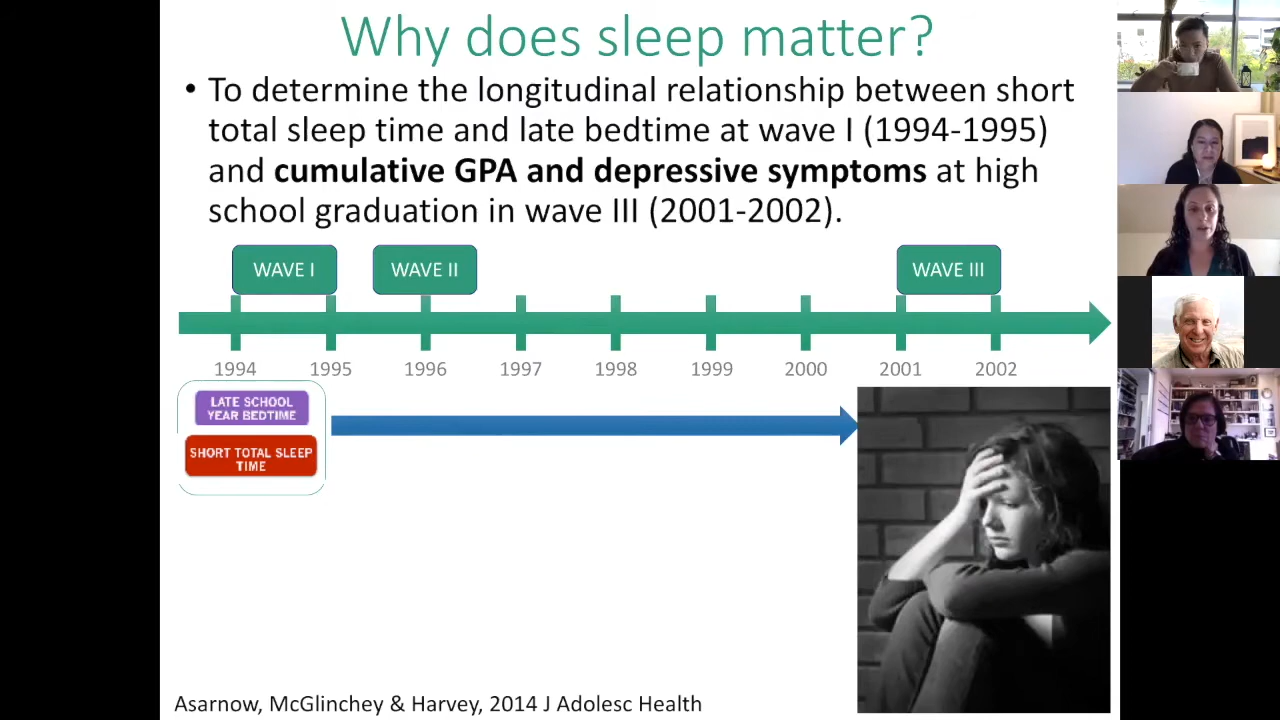 Why does sleep matter?
• To determine the longitudinal relationship between short
total sleep time and late bedtime at wave I (1994-1995)
and cumulative GPA and depressive symptoms at high
school graduation in wave III (2001-2002).
WAVE I
WAVE II
WAVE III
1994
1995
1996
1997
1998
1999
2000
2001
2002
LATE SCHOOL
YEAR BEDTIME
SHORT TOTAL SLEEP
TIME
Asarnow, McGlinchey & Harvey, 2014 J Adolesc Health